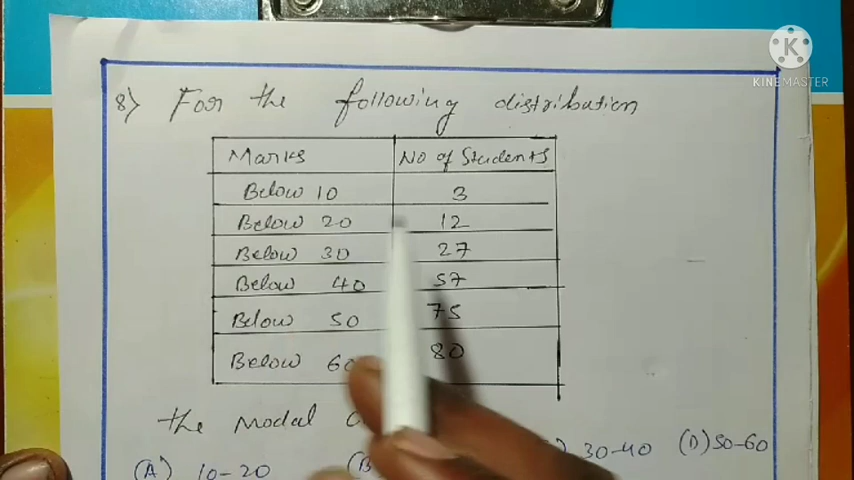 KINEMASTER
8) For the following distribution
Marks No of Students
Below 10 3
Below 20 12
Below 30 27
Below 40 57
Below 50 75
Below 60 80
the Modal
(A) 10-20 (B 30-40 (D) 50-60